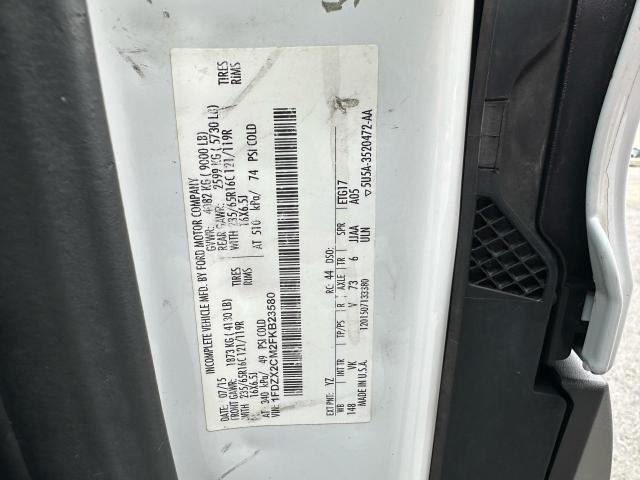 INCOMPLETE VEHICLE MFD. BY FORD MOTOR COMPANY
DATE: 07/15 GVWR: 4082 KG ( 9000 LB)
FRONT GAWR: 1873 KG ( 4130 LB) REAR GAWR: 2599 KG ( 5730 LB)
WITH 235/65R16C 121/119R TIRES WITH 235/65R16C 121/119R TIRES
16X6.5J RIMS 16X6.5J RIMS
AT 340 kPa/ 49 PSI COLD AT 510 kPa/ 74 PSI COLD
VIN: 1FDZX2CM2FKB23580
EXT PNT: YZ RC: 44 DSO:
WB INT TR TP/PS R AXLE TR SPR ETG17
148 VK V 73 6 JJAA A05
ULN
MADE IN U.S.A. 1201507133380
5U5A-3520472-AA